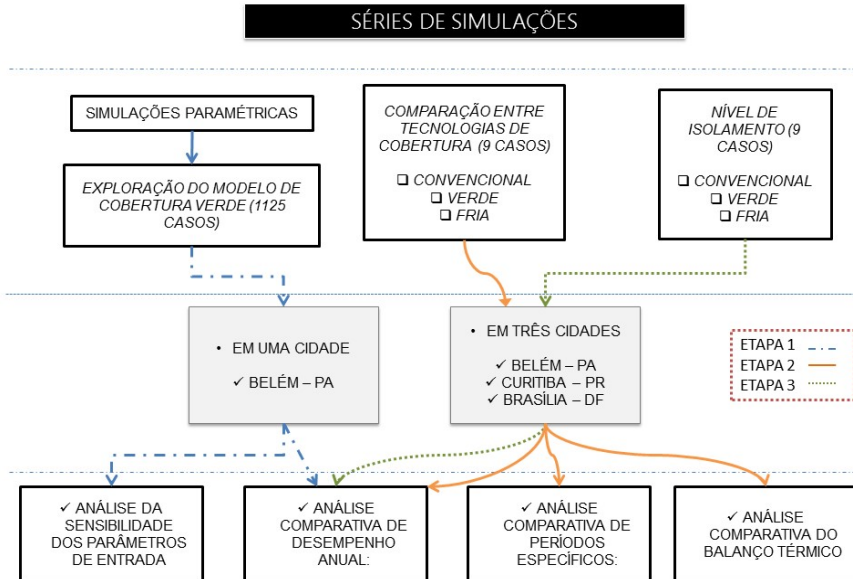 SÉRIES DE SIMULAÇÕES
SIMULAÇÕES PARAMÉTRICAS
EXPLORAÇÃO DO MODELO DE
COBERTURA VERDE (1125
CASOS)
COMPARAÇÃO ENTRE
TECNOLOGIAS DE
COBERTURA (9 CASOS)
❑ CONVENCIONAL
❑ VERDE
❑ FRIA
NÍVEL DE
ISOLAMENTO (9
CASOS)
❑ CONVENCIONAL
❑ VERDE
❑ FRIA
• EM UMA CIDADE
✓ BELÉM – PA
• EM TRÊS CIDADES
✓ BELÉM – PA
✓ CURITIBA – PR
✓ BRASÍLIA – DF
ETAPA 1
ETAPA 2
ETAPA 3
✓ ANÁLISE DA
SENSIBILIDADE
DOS PARÂMETROS
DE ENTRADA
✓ ANÁLISE
COMPARATIVA DE
DESEMPENHO
ANUAL:
✓ ANÁLISE
COMPARATIVA DE
PERÍODOS
ESPECÍFICOS:
✓ ANÁLISE
COMPARATIVA DO
BALANÇO TÉRMICO